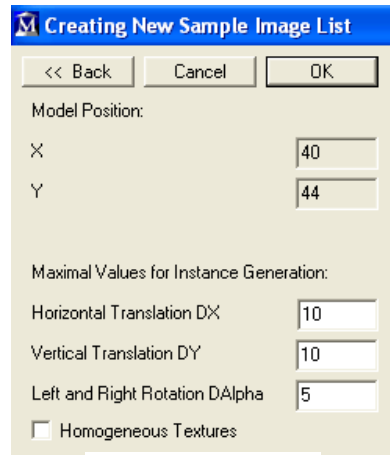 Creating New Sample Image List
<< Back Cancel OK
Model Position:
X 40
Y 44
Maximal Values for Instance Generation:
Horizontal Translation DX 10
Vertical Translation DY 10
Left and Right Rotation DAlpha 5
Homogeneous Textures